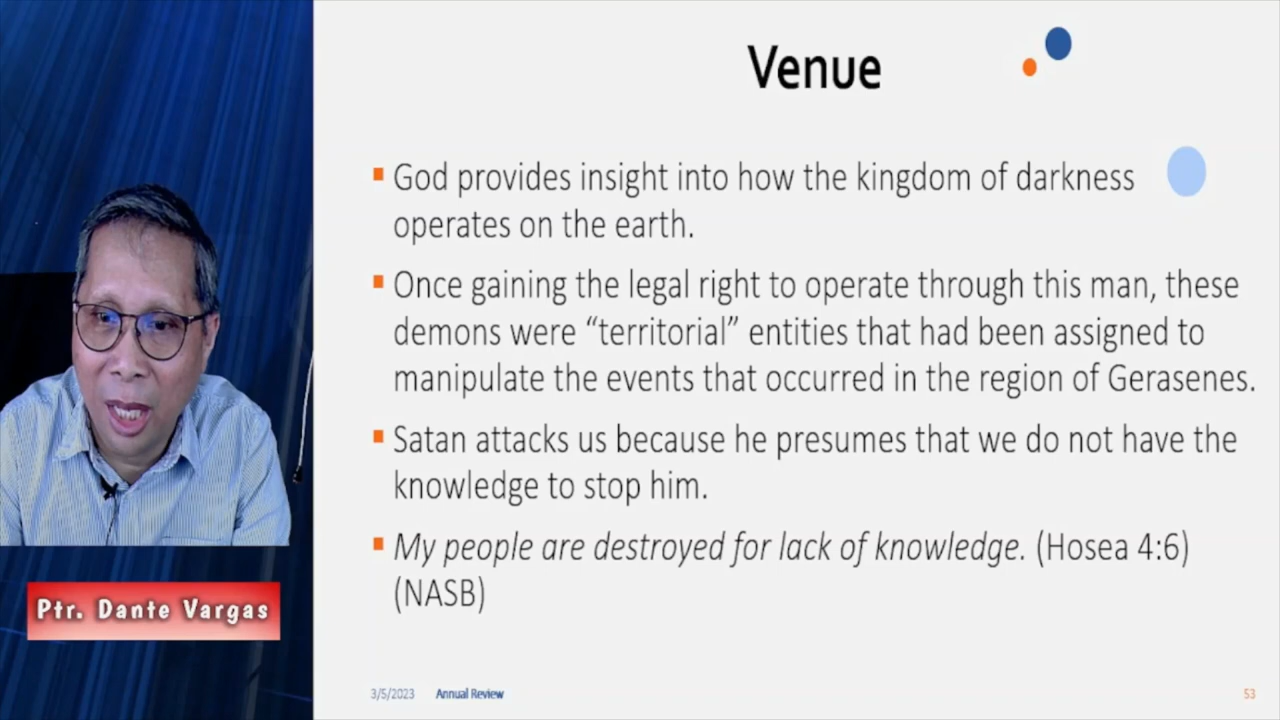 Venue
God provides insight into how the kingdom of darkness
operates on the earth.
Once gaining the legal right to operate through this man, these
demons were “territorial” entities that had been assigned to
manipulate the events that occurred in the region of Gerasenes.
Satan attacks us because he presumes that we do not have the
knowledge to stop him.
My people are destroyed for lack of knowledge. (Hosea 4:6)
(NASB)
Ptr. Dante Vargas
3/5/2023 Annual Review 53